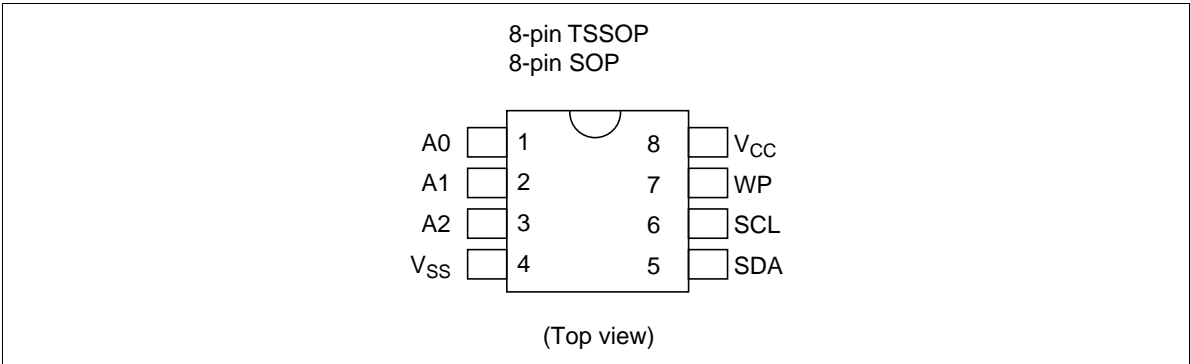 8-pin TSSOP
8-pin SOP
A0 1 8 VCC
A1 2 7 WP
A2 3 6 SCL
VSS 4 5 SDA
(Top view)